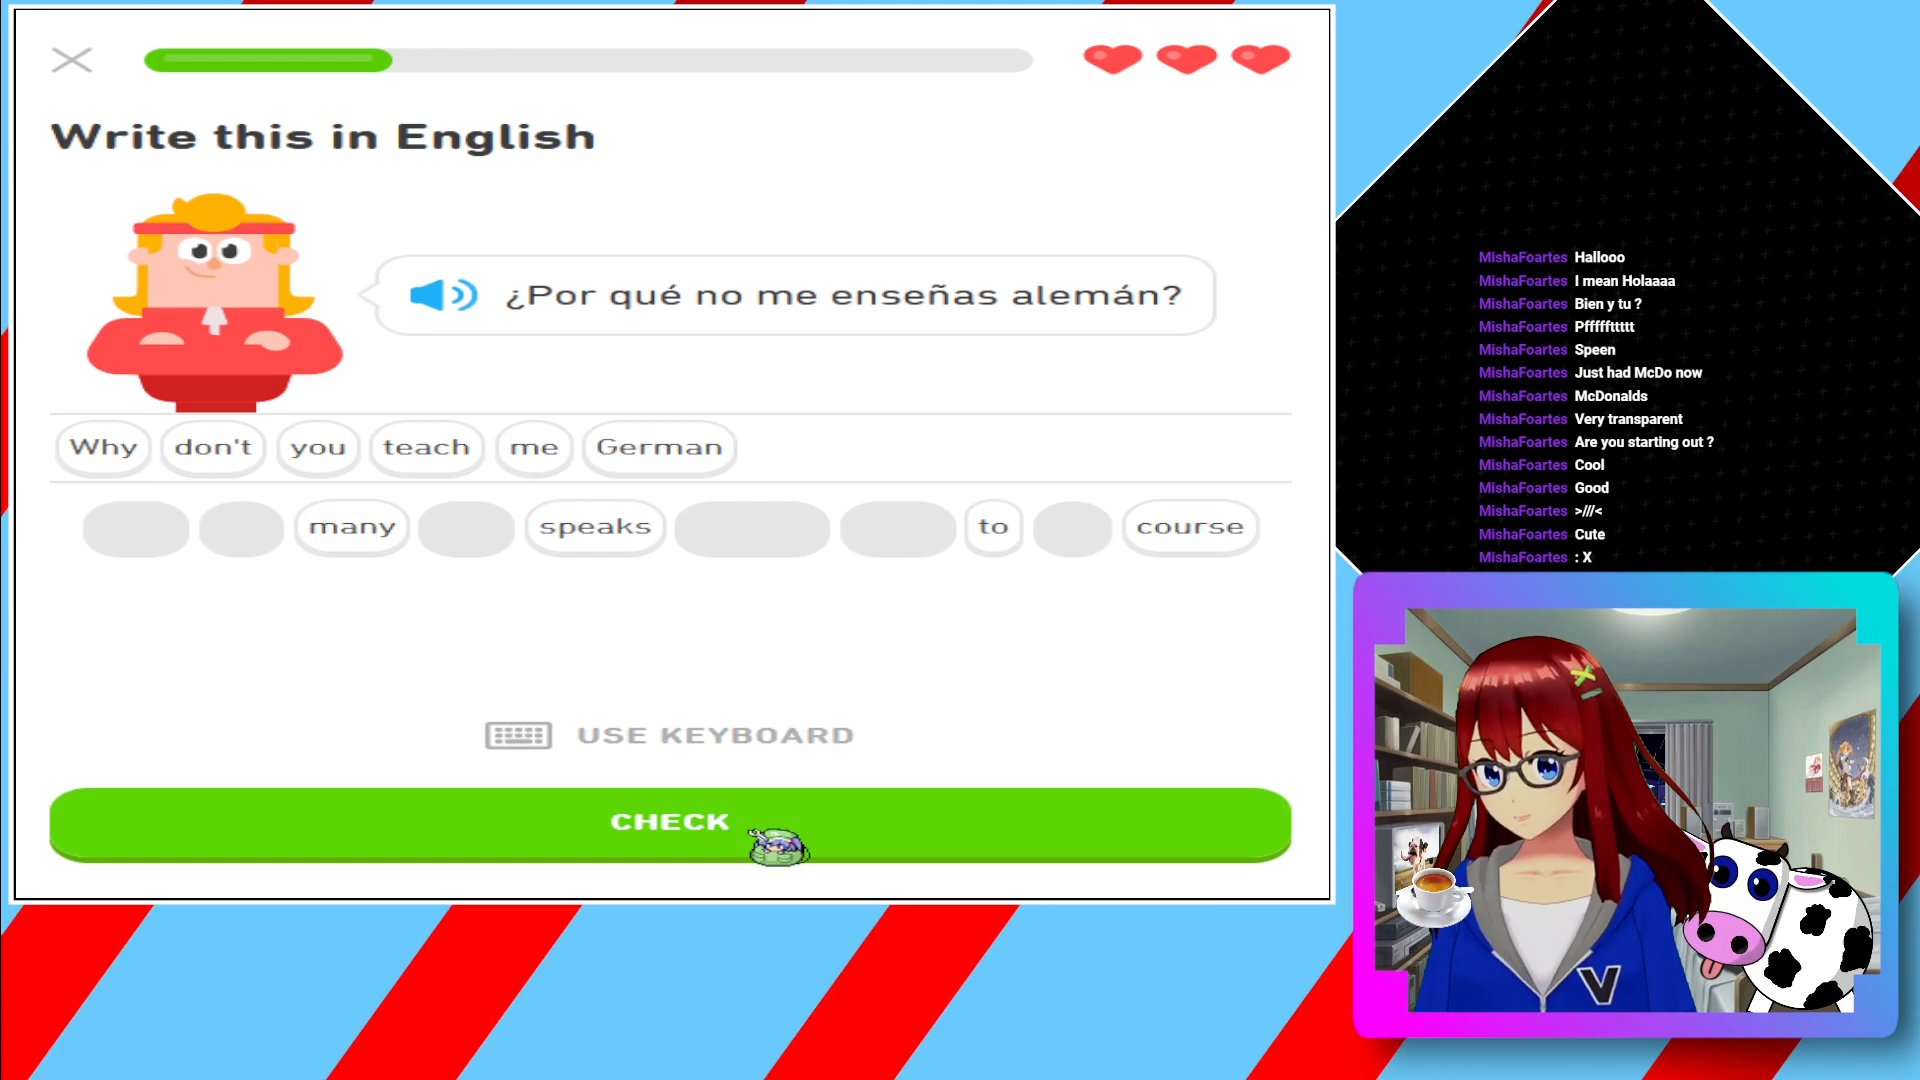 Write this in English
¿Por qué no me enseñas alemán?
Why don't you teach me German
many speaks to course
USE KEYBOARD
CHECK
MishaFoartes Hallooo
MishaFoartes I mean Holaaaa
MishaFoartes Bien y tu ?
MishaFoartes Pffffftttt
MishaFoartes Speen
MishaFoartes Just had McDo now
MishaFoartes McDonalds
MishaFoartes Very transparent
MishaFoartes Are you starting out ?
MishaFoartes Cool
MishaFoartes Good
MishaFoartes >///<
MishaFoartes Cute
MishaFoartes : X
V